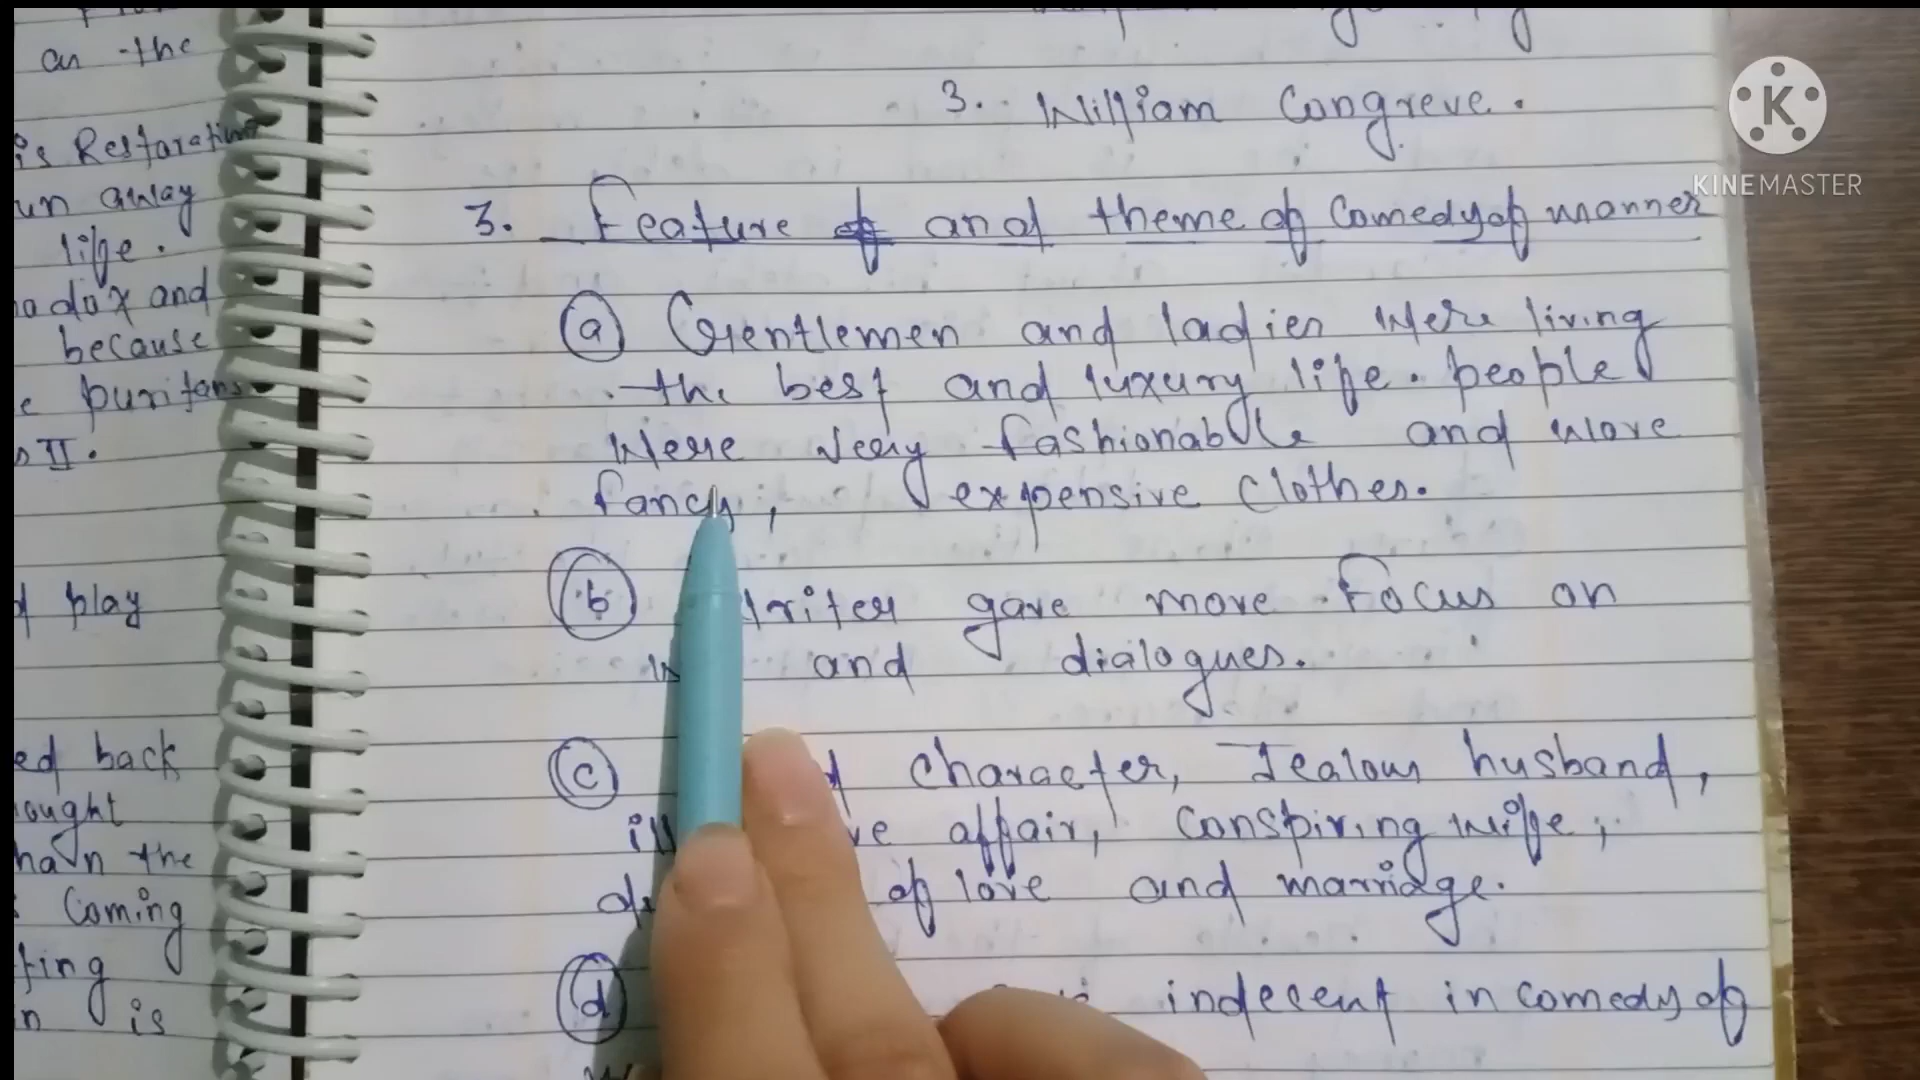 an the
is Restoration
un away
life.
adox and
because
e puritans
II.
play
ed back
ought
han the
Coming
ting
n is
3. William Congreve.
3. Feature of and theme of Comedy of manner
(a) Gentlemen and ladies were living
the best and luxury life. people
were very fashionable and wore
fancy, expensive clothes.
(b) writer gave more focus on
and dialogues.
(c) character, Jealous husband,
affair, conspiring wife,
of love and marriage.
(d) indecent in comedy of
K
KINEMASTER